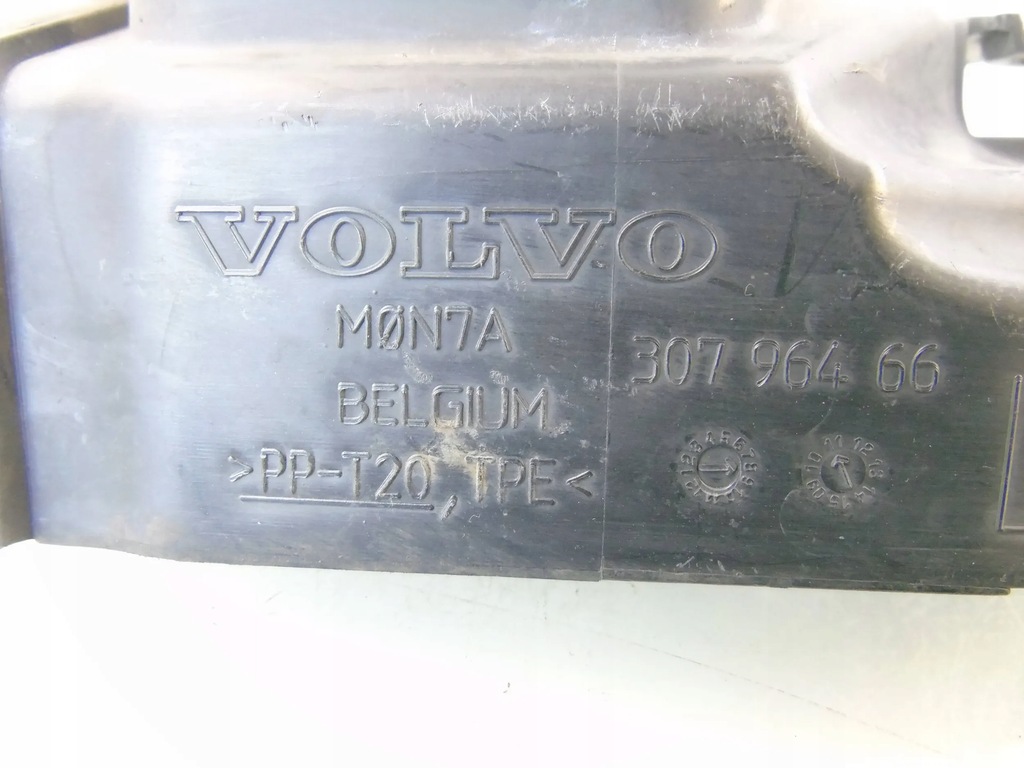 VOLVO
MØN7A
307 964 66
BELGIUM
>PP-T20, TPE<